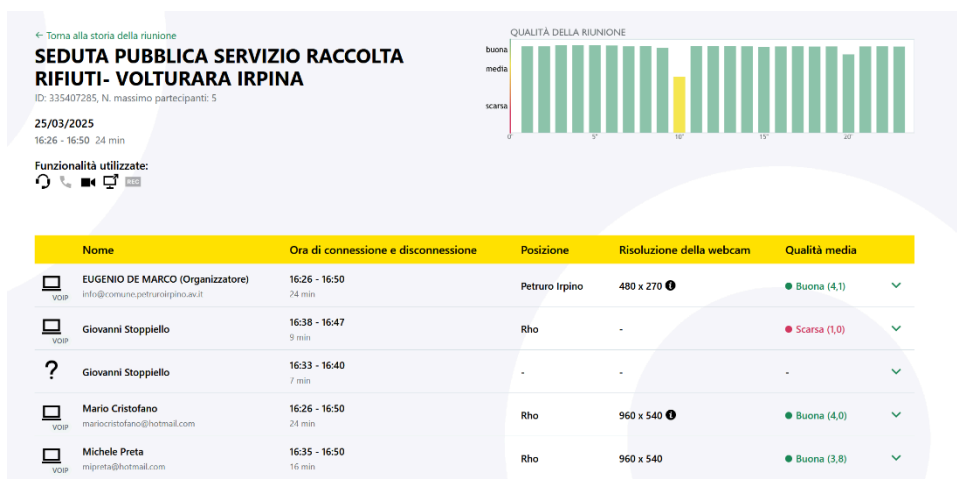 ← Torna alla storia della riunione
SEDUTA PUBBLICA SERVIZIO RACCOLTA
RIFIUTI- VOLTURARA IRPINA
ID: 335407285, N. massimo partecipanti: 5
25/03/2025
16:26 - 16:50 24 min
Funzionalità utilizzate:
REC
QUALITÀ DELLA RIUNIONE
buona
media
scarsa
0' 5' 10' 15' 20'
Nome Ora di connessione e disconnessione Posizione Risoluzione della webcam Qualità media
VOIP EUGENIO DE MARCO (Organizzatore) 16:26 - 16:50 Petruro Irpino 480 x 270 Buona (4,1)
info@comune.petruroirpino.av.it 24 min
VOIP Giovanni Stoppiello 16:38 - 16:47 Rho - Scarsa (1,0)
9 min
? Giovanni Stoppiello 16:33 - 16:40 - - -
7 min
VOIP Mario Cristofano 16:26 - 16:50 Rho 960 x 540 Buona (4,0)
mariocristofano@hotmail.com 24 min
VOIP Michele Preta 16:35 - 16:50 Rho 960 x 540 Buona (3,8)
mipreta@hotmail.com 16 min